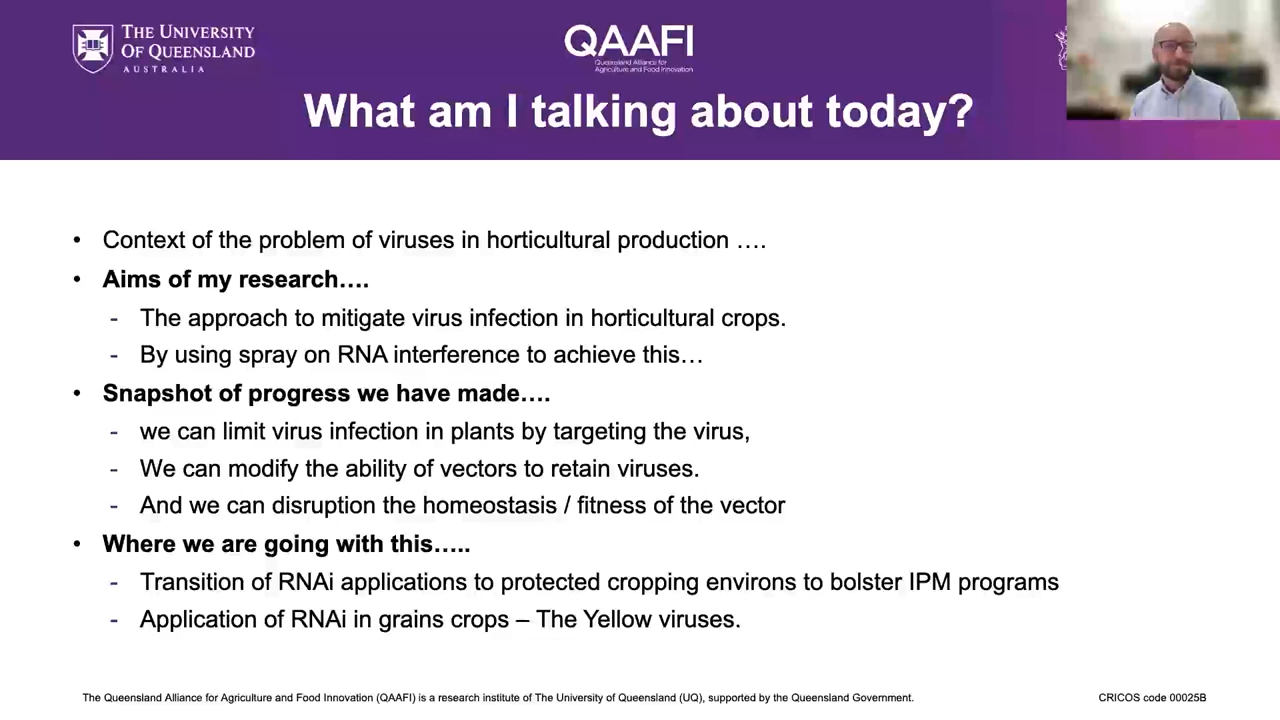 THE UNIVERSITY
OF QUEENSLAND
AUSTRALIA
QAAFI
Queensland Alliance for
Agriculture and Food Innovation
What am I talking about today?
• Context of the problem of viruses in horticultural production ….
• Aims of my research….
- The approach to mitigate virus infection in horticultural crops.
- By using spray on RNA interference to achieve this…
• Snapshot of progress we have made….
- we can limit virus infection in plants by targeting the virus,
- We can modify the ability of vectors to retain viruses.
- And we can disruption the homeostasis / fitness of the vector
• Where we are going with this…..
- Transition of RNAi applications to protected cropping environs to bolster IPM programs
- Application of RNAi in grains crops – The Yellow viruses.
The Queensland Alliance for Agriculture and Food Innovation (QAAFI) is a research institute of The University of Queensland (UQ), supported by the Queensland Government.
CRICOS code 00025B